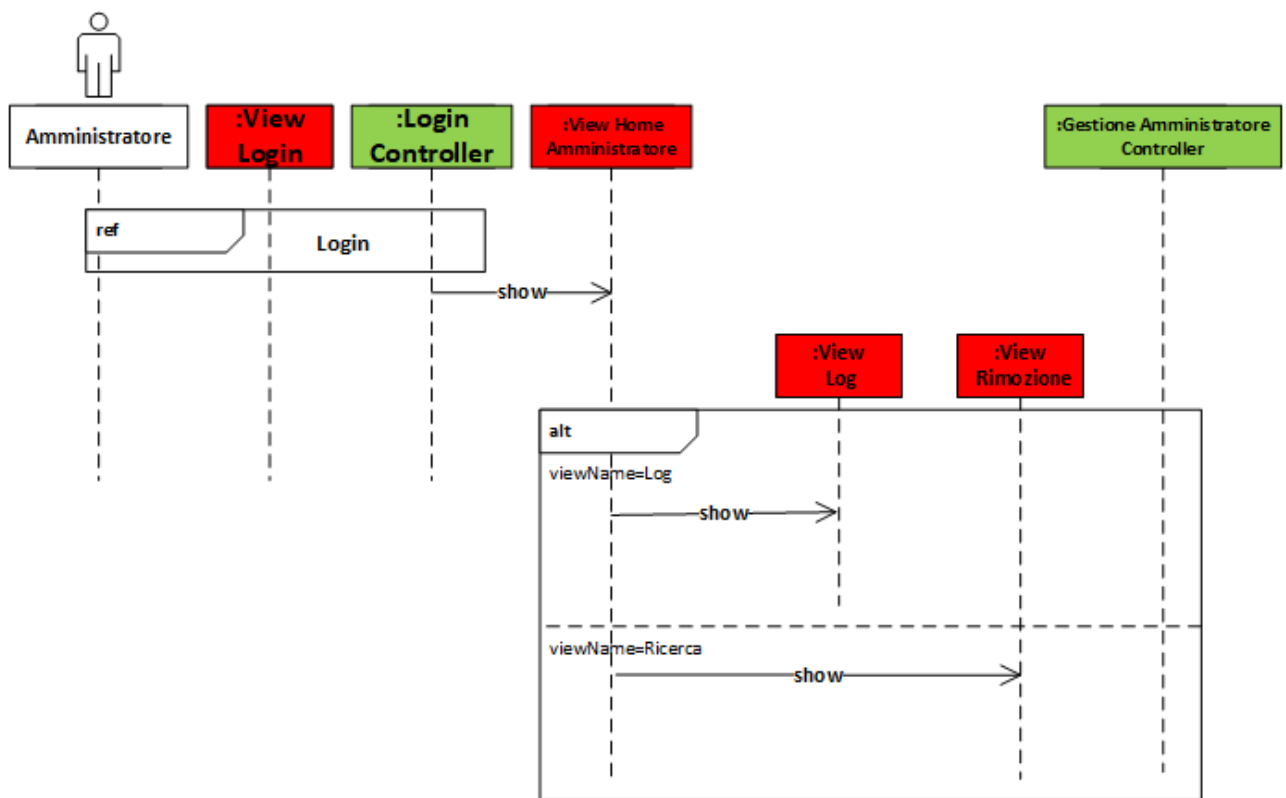 Amministratore
:View
Login
:Login
Controller
:View Home
Amministratore
:Gestione Amministratore
Controller
ref
Login
show
:View
Log
:View
Rimozione
alt
viewName=Log
show
viewName=Ricerca
show